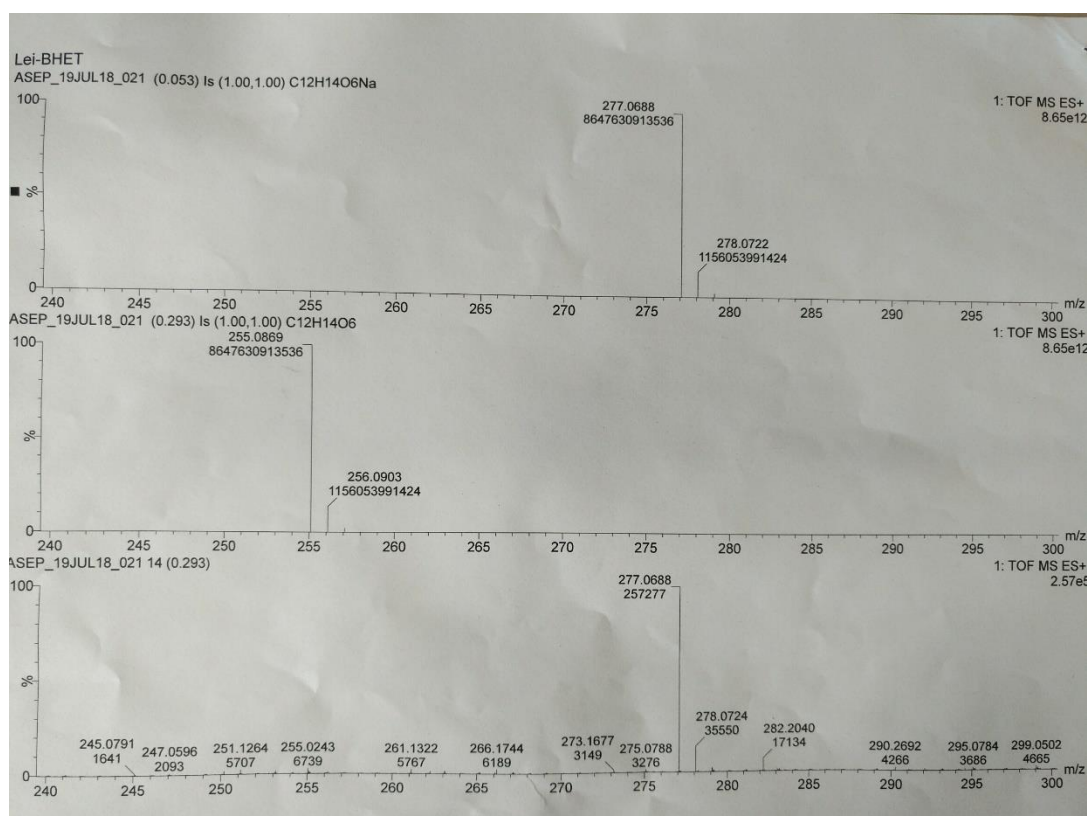 Lei-BHET
ASEP_19JUL18_021 (0.053) Is (1.00,1.00) C12H14O6Na
1: TOF MS ES+
8.65e12
100
%
0
277.0688
8647630913536
278.0722
1156053991424
240 245 250 255 260 265 270 275 280 285 290 295 300
m/z
ASEP_19JUL18_021 (0.293) Is (1.00,1.00) C12H14O6
1: TOF MS ES+
8.65e12
100
%
0
255.0869
8647630913536
256.0903
1156053991424
240 245 250 255 260 265 270 275 280 285 290 295 300
m/z
ASEP_19JUL18_021 14 (0.293)
1: TOF MS ES+
2.57e5
100
%
0
277.0688
257277
245.0791
1641
247.0596
2093
251.1264
5707
255.0243
6739
261.1322
5767
266.1744
6189
273.1677
3149
275.0788
3276
278.0724
35550
282.2040
17134
290.2692
4266
295.0784
3686
299.0502
4665
240 245 250 255 260 265 270 275 280 285 290 295 300
m/z